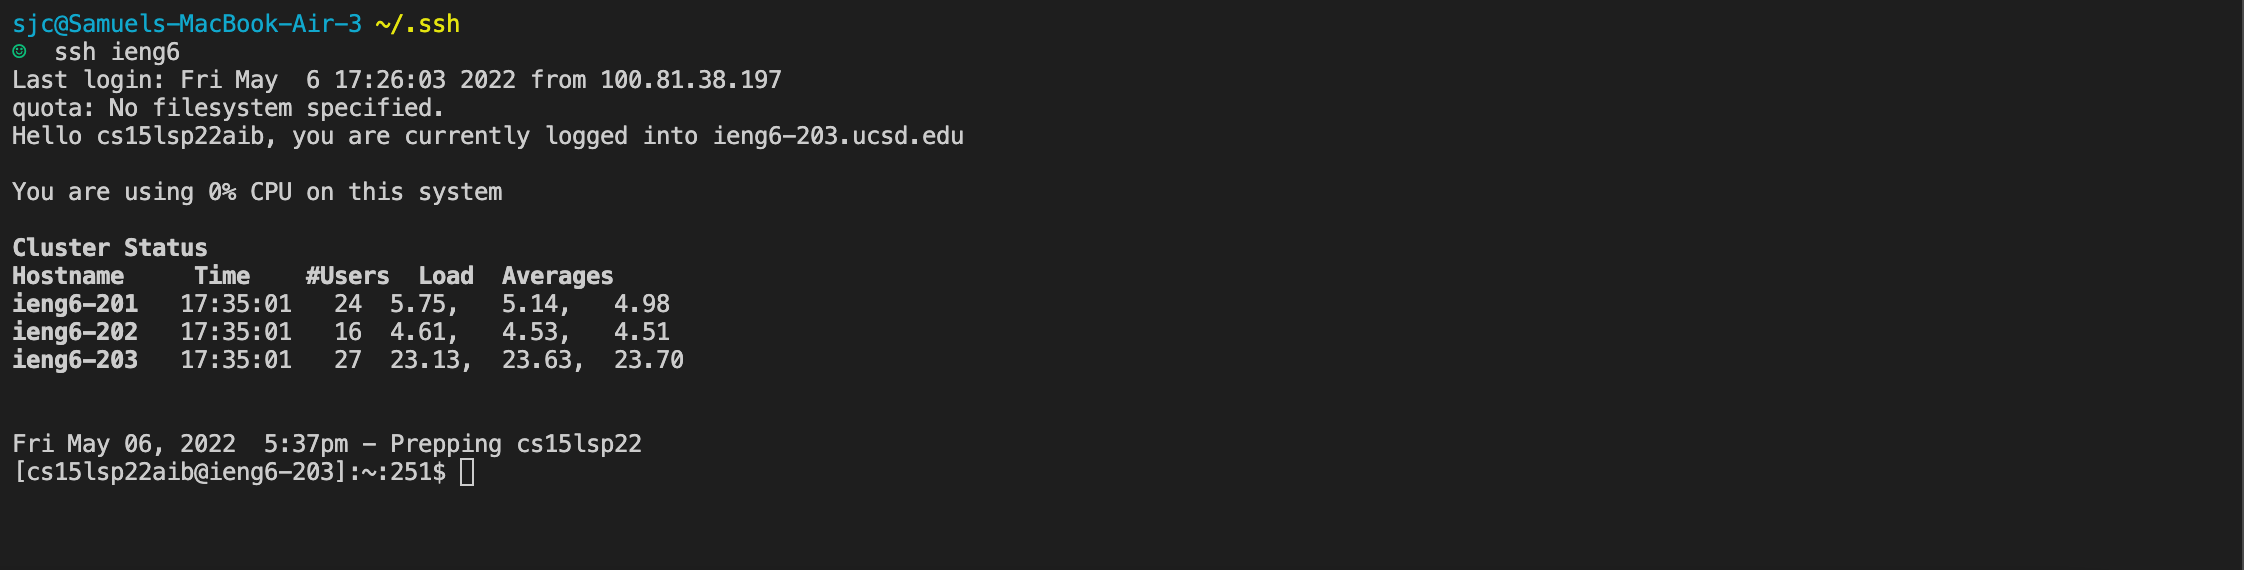 sjc@Samuels-MacBook-Air-3 ~/.ssh
☺ ssh ieng6
Last login: Fri May  6 17:26:03 2022 from 100.81.38.197
quota: No filesystem specified.
Hello cs15lsp22aib, you are currently logged into ieng6-203.ucsd.edu
You are using 0% CPU on this system
Cluster Status
Hostname     Time    #Users  Load  Averages
ieng6-201   17:35:01   24  5.75,   5.14,   4.98
ieng6-202   17:35:01   16  4.61,   4.53,   4.51
ieng6-203   17:35:01   27  23.13,  23.63,  23.70
Fri May 06, 2022  5:37pm - Prepping cs15lsp22
[cs15lsp22aib@ieng6-203]:~:251$